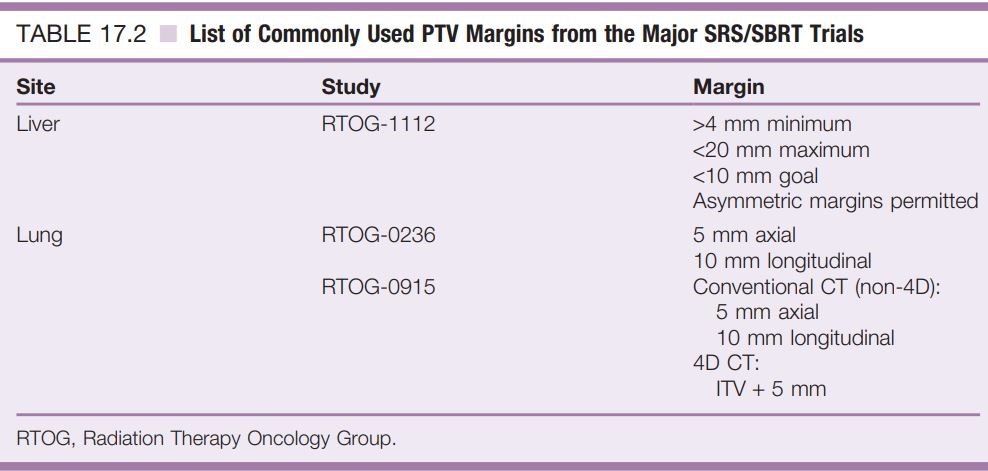 TABLE 17.2 List of Commonly Used PTV Margins from the Major SRS/SBRT Trials
Site Study Margin
Liver RTOG-1112 >4 mm minimum
<20 mm maximum
<10 mm goal
Asymmetric margins permitted
Lung RTOG-0236 5 mm axial
10 mm longitudinal
RTOG-0915 Conventional CT (non-4D):
5 mm axial
10 mm longitudinal
4D CT:
ITV + 5 mm
RTOG, Radiation Therapy Oncology Group.